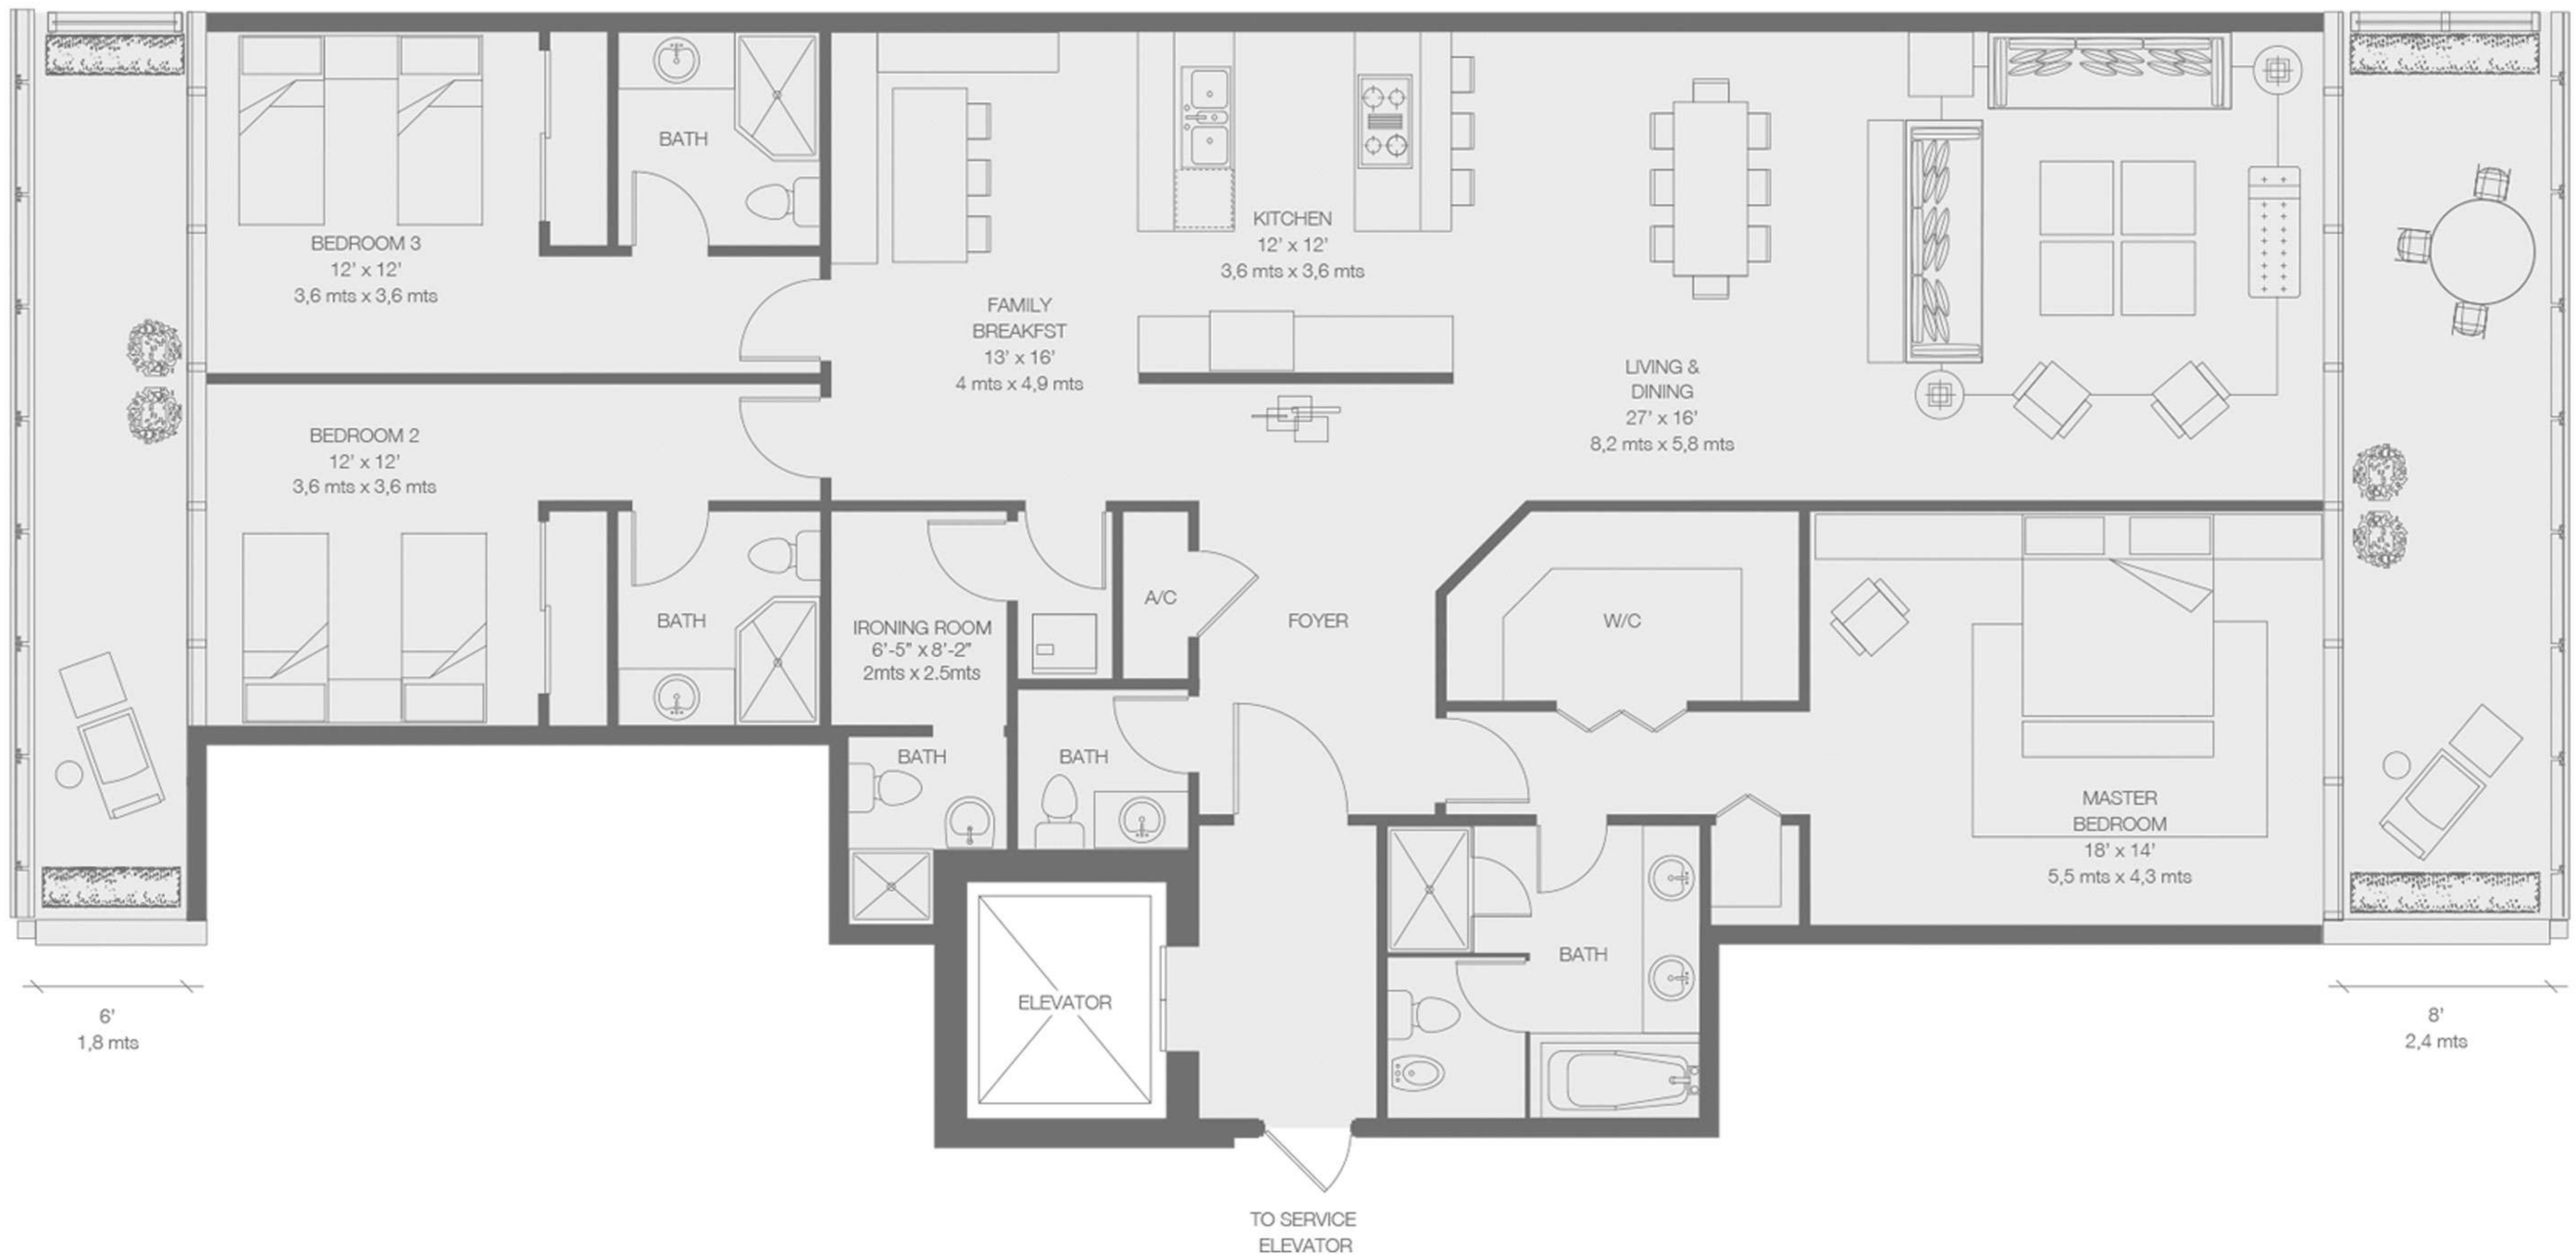 BATH
BEDROOM 3
12' x 12'
3,6 mts x 3,6 mts
KITCHEN
12' x 12'
3,6 mts x 3,6 mts
FAMILY
BREAKFST
13' x 16'
4 mts x 4,9 mts
LIVING &
DINING
27' x 16'
8,2 mts x 5,8 mts
BEDROOM 2
12' x 12'
3,6 mts x 3,6 mts
BATH
IRONING ROOM
6'-5" x 8'-2"
2mts x 2.5mts
A/C
FOYER
W/C
BATH
BATH
MASTER
BEDROOM
18' x 14'
5,5 mts x 4,3 mts
BATH
ELEVATOR
6'
1,8 mts
8'
2,4 mts
TO SERVICE
ELEVATOR